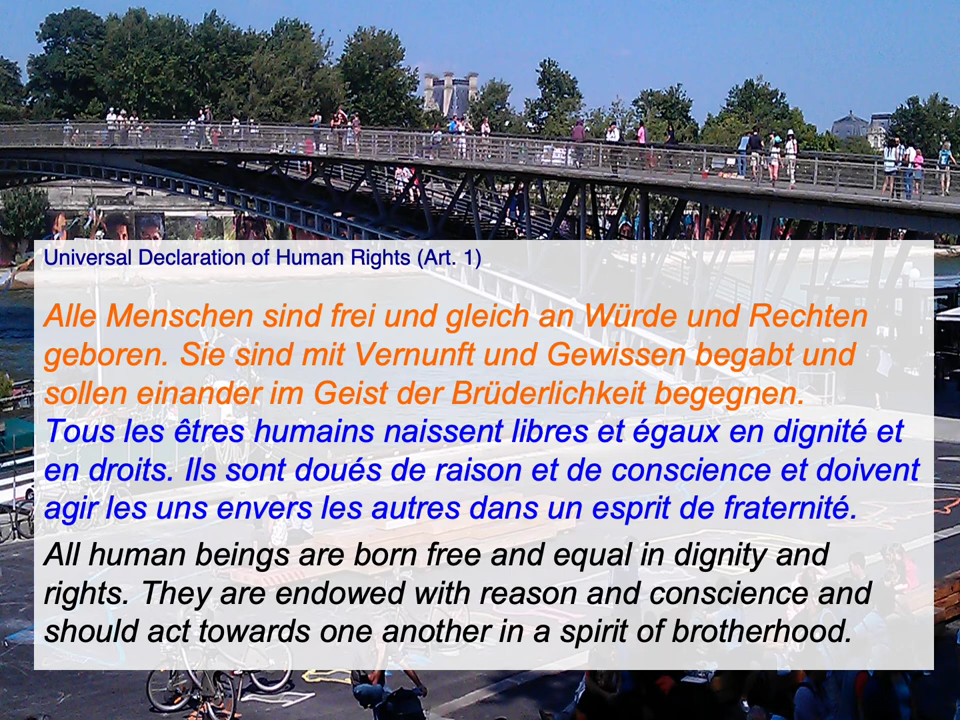 Universal Declaration of Human Rights (Art. 1)
Alle Menschen sind frei und gleich an Würde und Rechten
geboren. Sie sind mit Vernunft und Gewissen begabt und
sollen einander im Geist der Brüderlichkeit begegnen.
Tous les êtres humains naissent libres et égaux en dignité et
en droits. Ils sont doués de raison et de conscience et doivent
agir les uns envers les autres dans un esprit de fraternité.
All human beings are born free and equal in dignity and
rights. They are endowed with reason and conscience and
should act towards one another in a spirit of brotherhood.